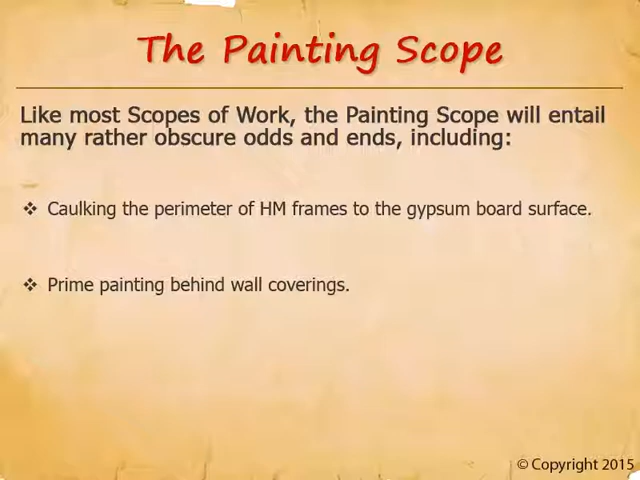 The Painting Scope
Like most Scopes of Work, the Painting Scope will entail
many rather obscure odds and ends, including:
❖ Caulking the perimeter of HM frames to the gypsum board surface.
❖ Prime painting behind wall coverings.
© Copyright 2015